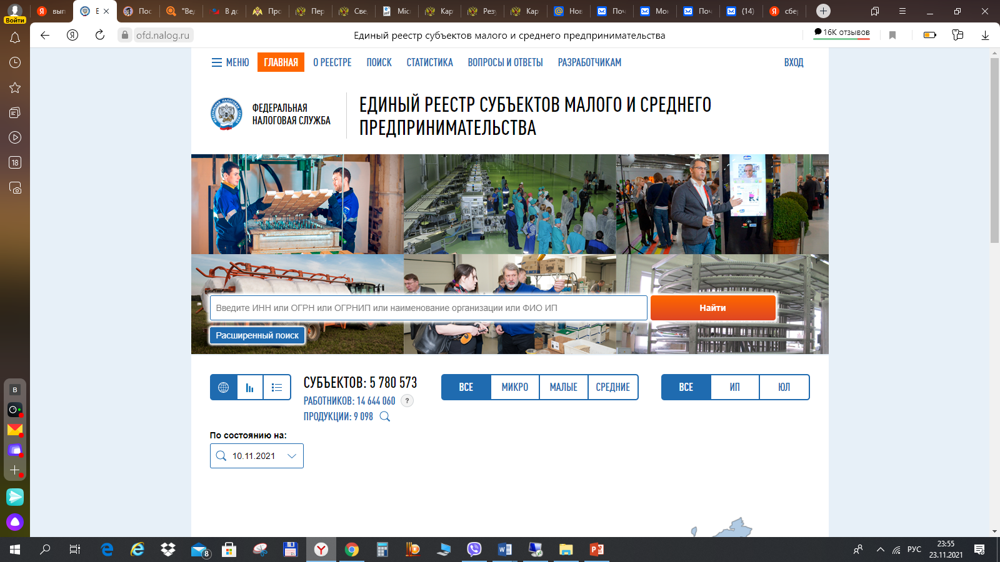 Войти
18
В
вып
Е
Пос
"Вед
В до
Про
Пер
Све
Mic
Кар
Резу
Кар
Нов
Поч
Мои
Поч
(14)
сбе
ofd.nalog.ru
Единый реестр субъектов малого и среднего предпринимательства
16К отзывов
МЕНЮ
ГЛАВНАЯ
О РЕЕСТРЕ
ПОИСК
СТАТИСТИКА
ВОПРОСЫ И ОТВЕТЫ
РАЗРАБОТЧИКАМ
ВХОД
ФЕДЕРАЛЬНАЯ
НАЛОГОВАЯ СЛУЖБА
ЕДИНЫЙ РЕЕСТР СУБЪЕКТОВ МАЛОГО И СРЕДНЕГО
ПРЕДПРИНИМАТЕЛЬСТВА
Введите ИНН или ОГРН или ОГРНИП или наименование организации или ФИО ИП
Найти
Расширенный поиск
СУБЪЕКТОВ: 5 780 573
РАБОТНИКОВ: 14 644 060 ?
ПРОДУКЦИИ: 9 098
ВСЕ
МИКРО
МАЛЫЕ
СРЕДНИЕ
ВСЕ
ИП
ЮЛ
По состоянию на:
10.11.2021
8
РУС
23:55
23.11.2021